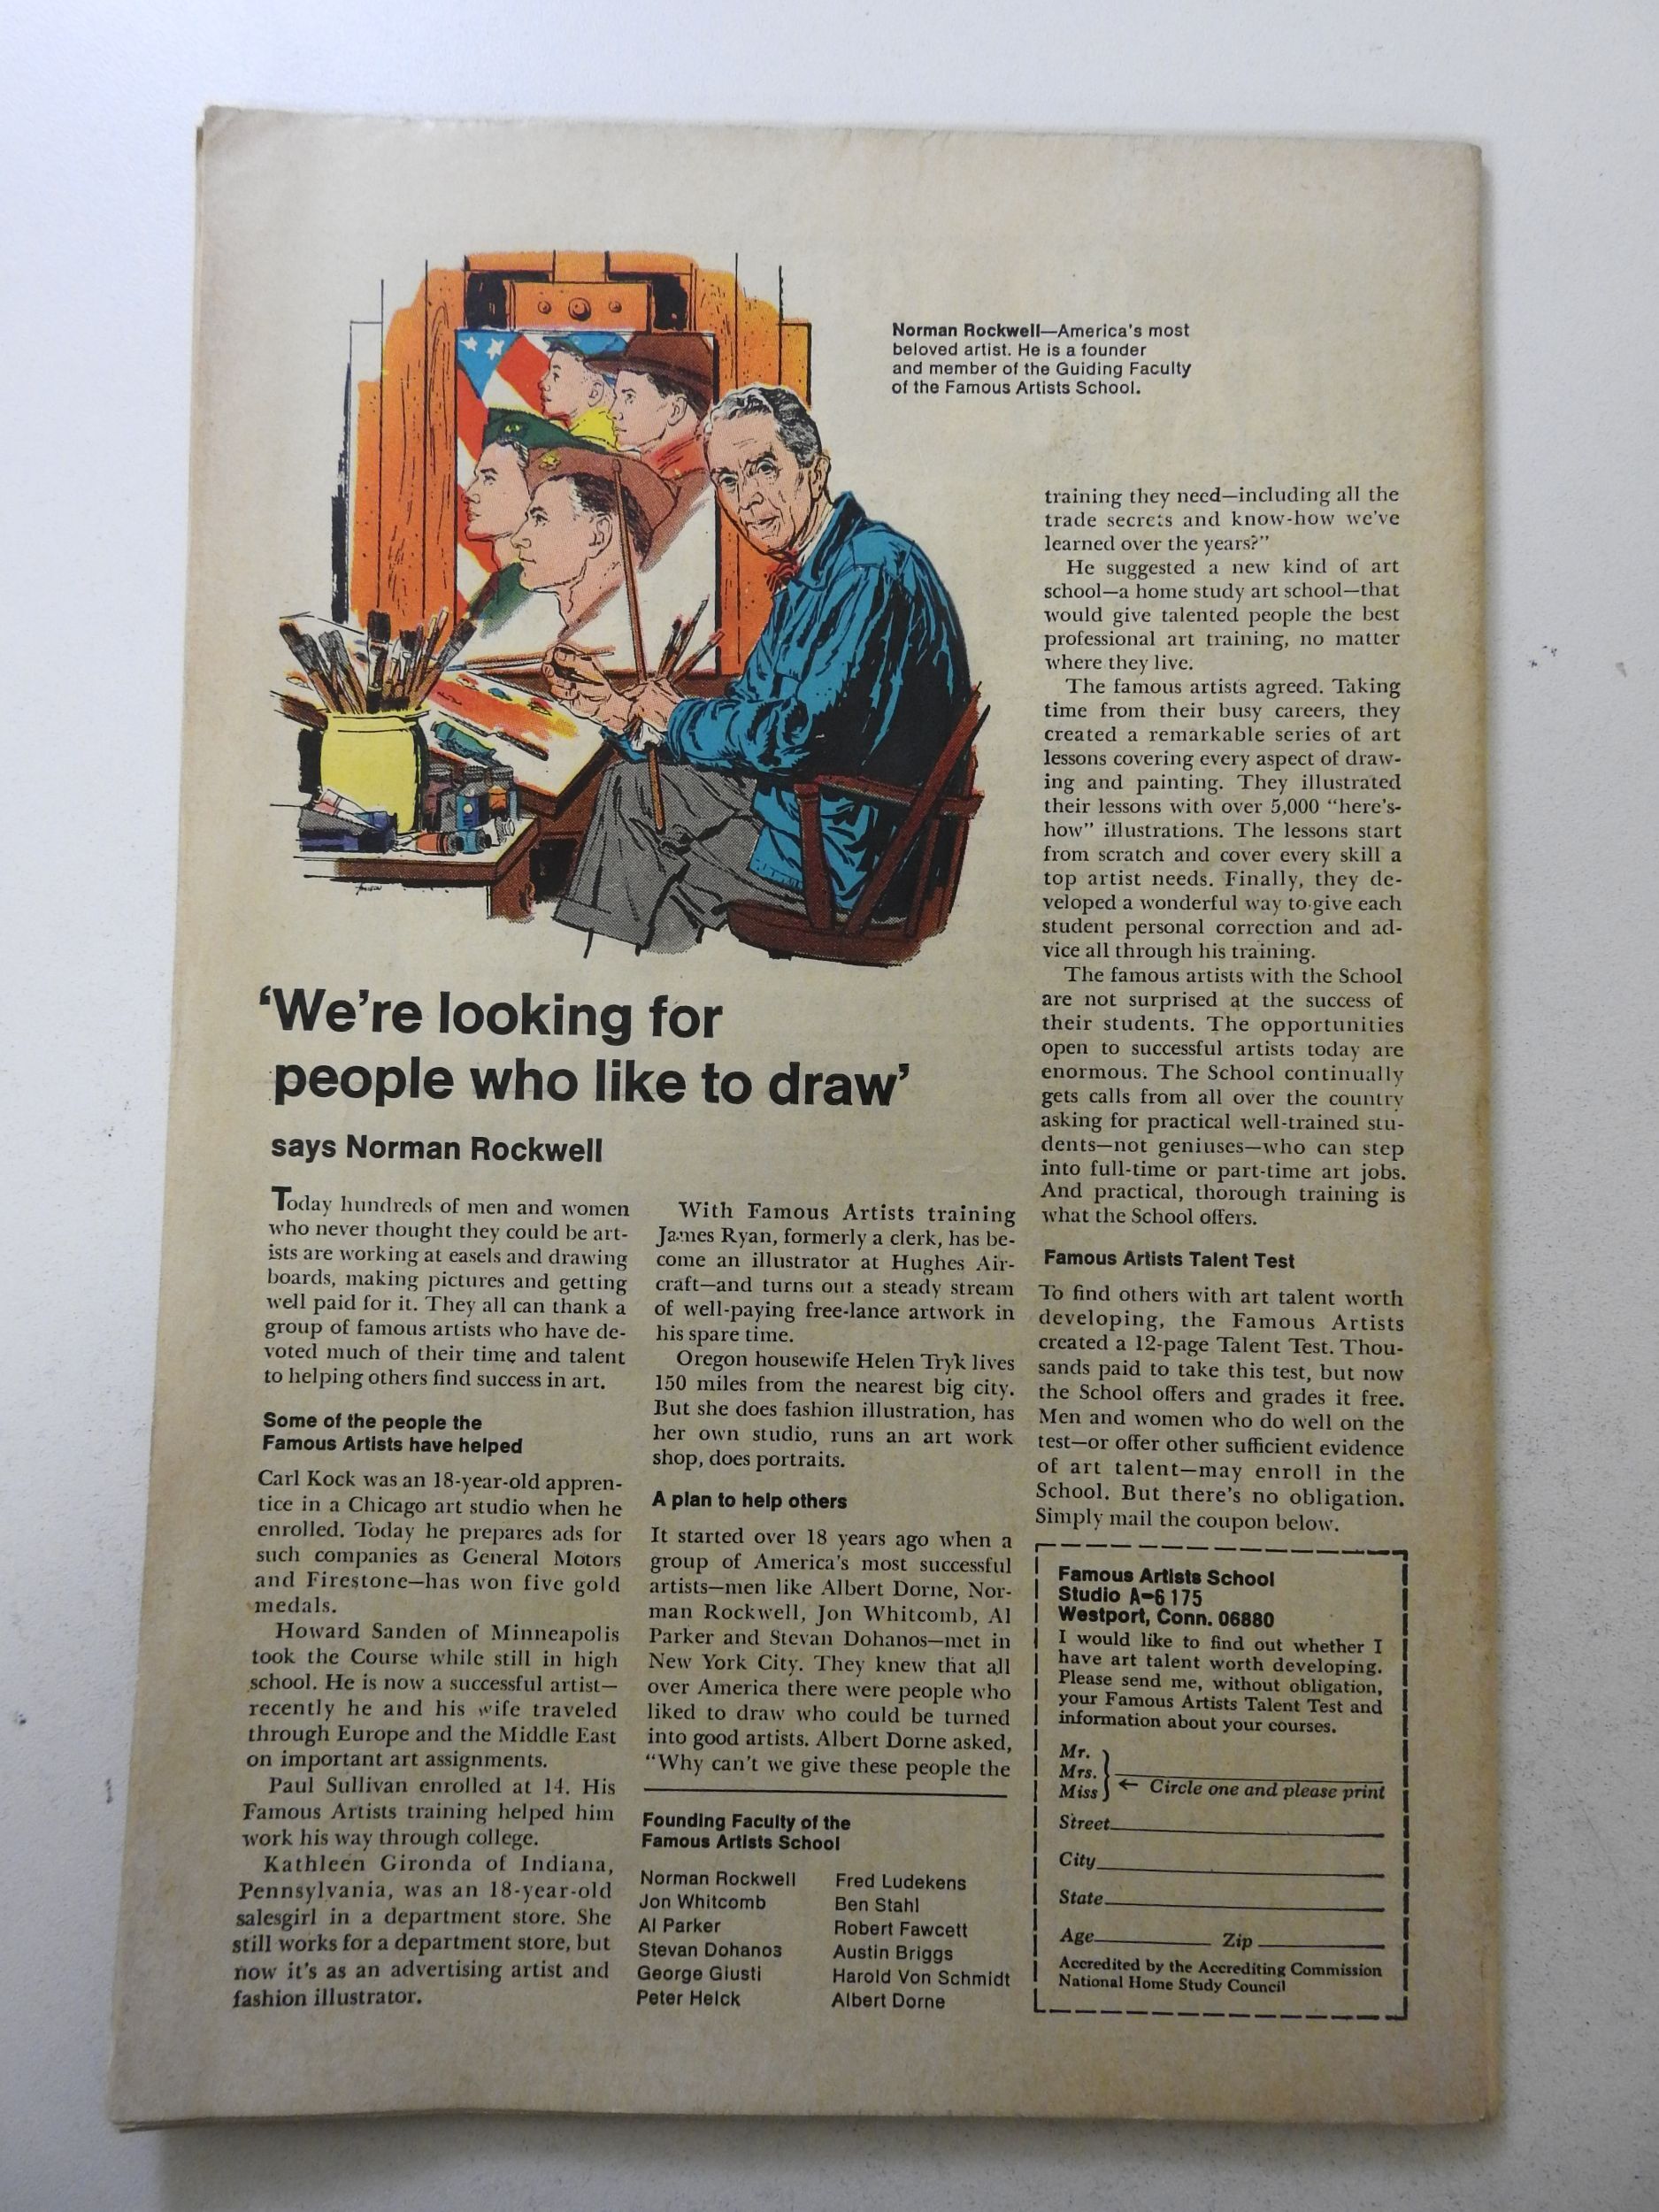 Norman Rockwell—America's most
beloved artist. He is a founder
and member of the Guiding Faculty
of the Famous Artists School.
'We're looking for
people who like to draw'
says Norman Rockwell
Today hundreds of men and women
who never thought they could be art-
ists are working at easels and drawing
boards, making pictures and getting
well paid for it. They all can thank a
group of famous artists who have de-
voted much of their time and talent
to helping others find success in art.
Some of the people the
Famous Artists have helped
Carl Kock was an 18-year-old appren-
tice in a Chicago art studio when he
enrolled. Today he prepares ads for
such companies as General Motors
and Firestone—has won five gold
medals.
Howard Sanden of Minneapolis
took the Course while still in high
school. He is now a successful artist—
recently he and his wife traveled
through Europe and the Middle East
on important art assignments.
Paul Sullivan enrolled at 14. His
Famous Artists training helped him
work his way through college.
Kathleen Gironda of Indiana,
Pennsylvania, was an 18-year-old
salesgirl in a department store. She
still works for a department store, but
now it's as an advertising artist and
fashion illustrator.
With Famous Artists training
James Ryan, formerly a clerk, has be-
come an illustrator at Hughes Air-
craft—and turns out a steady stream
of well-paying free-lance artwork in
his spare time.
Oregon housewife Helen Tryk lives
150 miles from the nearest big city.
But she does fashion illustration, has
her own studio, runs an art work
shop, does portraits.
A plan to help others
It started over 18 years ago when a
group of America's most successful
artists—men like Albert Dorne, Nor-
man Rockwell, Jon Whitcomb, Al
Parker and Stevan Dohanos—met in
New York City. They knew that all
over America there were people who
liked to draw who could be turned
into good artists. Albert Dorne asked,
"Why can't we give these people the
Founding Faculty of the
Famous Artists School
Norman Rockwell
Jon Whitcomb
Al Parker
Stevan Dohanos
George Giusti
Peter Helck
Fred Ludekens
Ben Stahl
Robert Fawcett
Austin Briggs
Harold Von Schmidt
Albert Dorne
training they need—including all the
trade secrets and know-how we've
learned over the years?"
He suggested a new kind of art
school—a home study art school—that
would give talented people the best
professional art training, no matter
where they live.
The famous artists agreed. Taking
time from their busy careers, they
created a remarkable series of art
lessons covering every aspect of draw-
ing and painting. They illustrated
their lessons with over 5,000 "here's-
how" illustrations. The lessons start
from scratch and cover every skill a
top artist needs. Finally, they de-
veloped a wonderful way to give each
student personal correction and ad-
vice all through his training.
The famous artists with the School
are not surprised at the success of
their students. The opportunities
open to successful artists today are
enormous. The School continually
gets calls from all over the country
asking for practical well-trained stu-
dents—not geniuses—who can step
into full-time or part-time art jobs.
And practical, thorough training is
what the School offers.
Famous Artists Talent Test
To find others with art talent worth
developing, the Famous Artists
created a 12-page Talent Test. Thou-
sands paid to take this test, but now
the School offers and grades it free.
Men and women who do well on the
test—or offer other sufficient evidence
of art talent—may enroll in the
School. But there's no obligation.
Simply mail the coupon below.
Famous Artists School
Studio A-6175
Westport, Conn. 06880
I would like to find out whether I
have art talent worth developing.
Please send me, without obligation,
your Famous Artists Talent Test and
information about your courses.
Mr.
Mrs.
Miss ← Circle one and please print
Street
City
State
Age Zip
Accredited by the Accrediting Commission
National Home Study Council